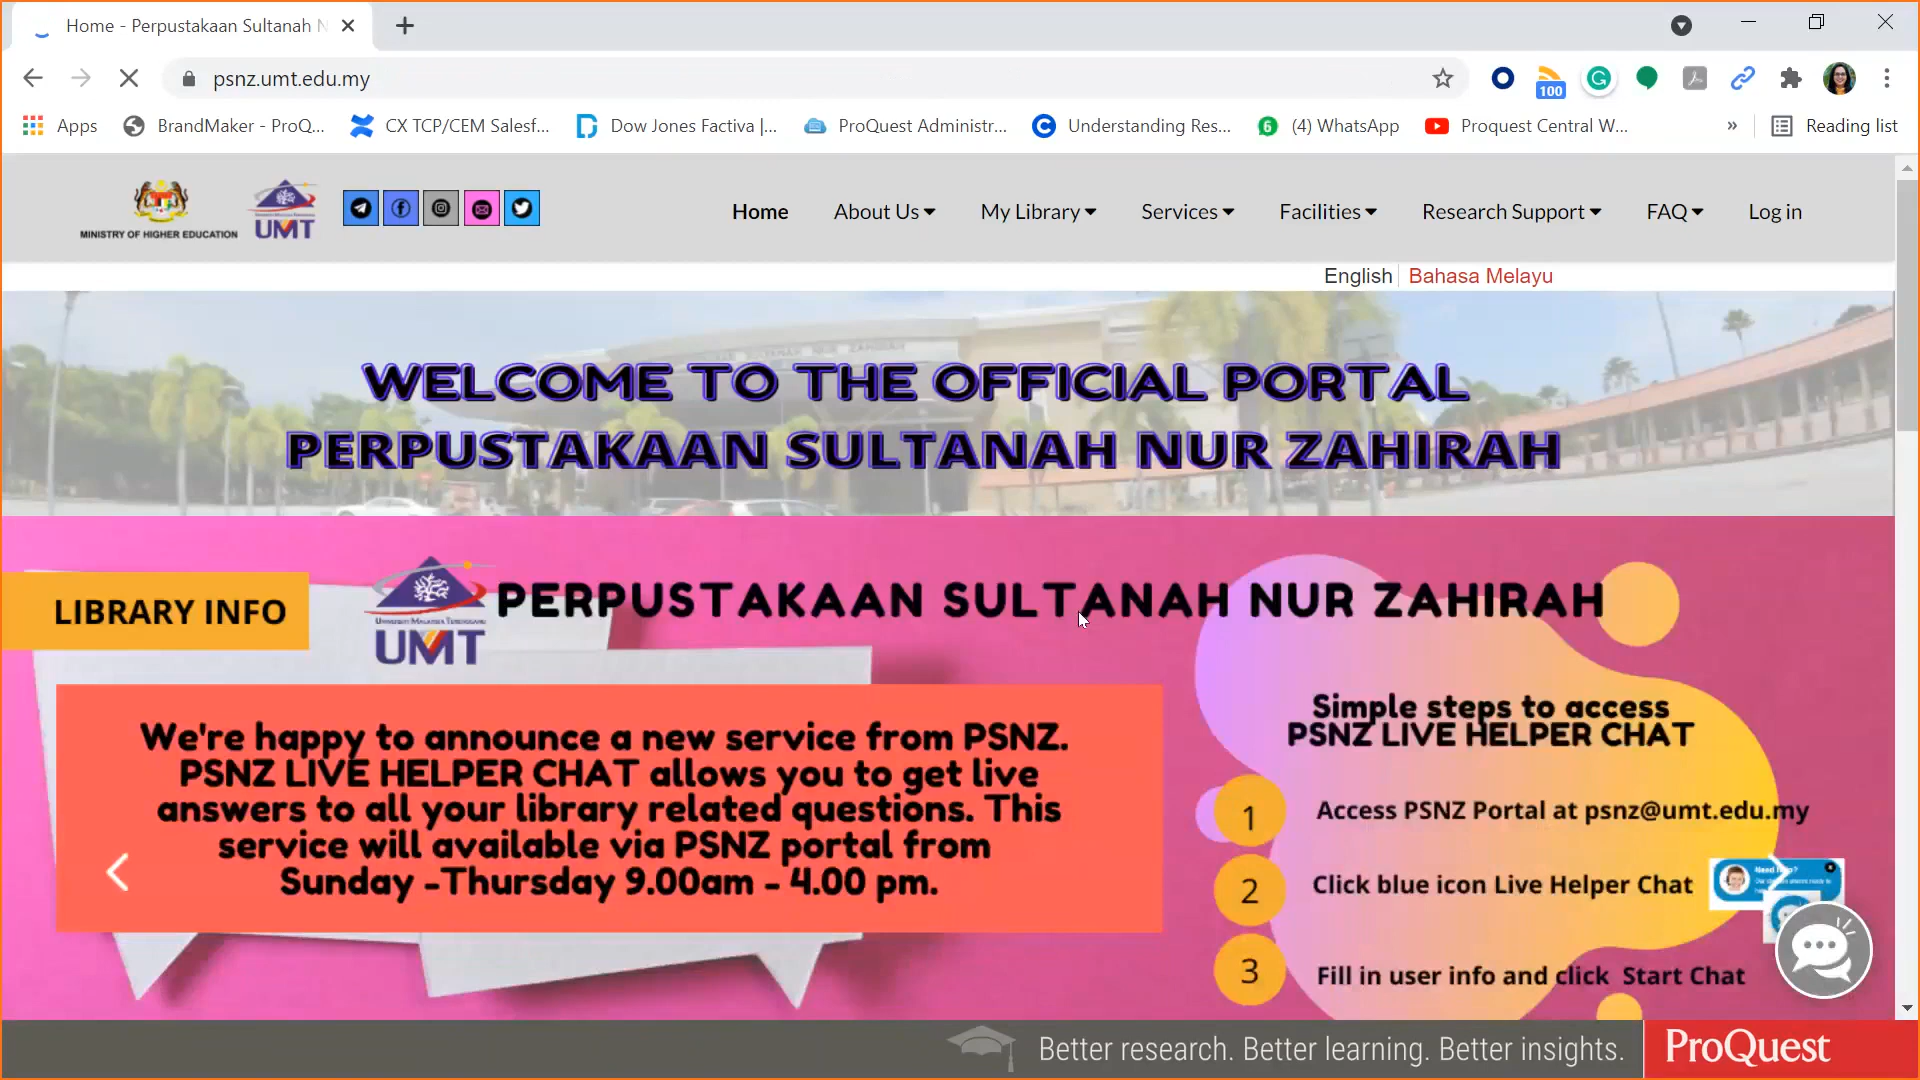 Home - Perpustakaan Sultanah N
psnz.umt.edu.my
100
Apps
BrandMaker - ProQ...
CX TCP/CEM Salesf...
Dow Jones Factiva |...
ProQuest Administr...
Understanding Res...
6
(4) WhatsApp
Proquest Central W...
»
Reading list
MINISTRY OF HIGHER EDUCATION
UMT
Home
About Us
My Library
Services
Facilities
Research Support
FAQ
Log in
English
Bahasa Melayu
WELCOME TO THE OFFICIAL PORTAL
PERPUSTAKAAN SULTANAH NUR ZAHIRAH
LIBRARY INFO
UNIVERSITI MALAYSIA TERENGGANU
UMT
PERPUSTAKAAN SULTANAH NUR ZAHIRAH
We're happy to announce a new service from PSNZ.
PSNZ LIVE HELPER CHAT allows you to get live
answers to all your library related questions. This
service will available via PSNZ portal from
Sunday -Thursday 9.00am - 4.00 pm.
Simple steps to access
PSNZ LIVE HELPER CHAT
1
Access PSNZ Portal at psnz@umt.edu.my
2
Click blue icon Live Helper Chat
3
Fill in user info and click Start Chat
Better research. Better learning. Better insights.
ProQuest